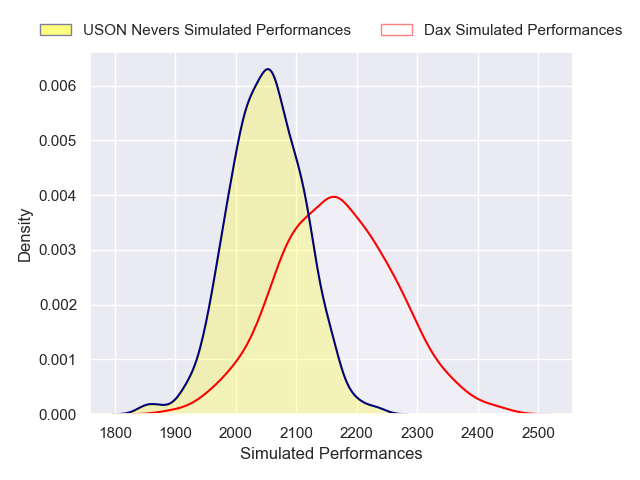 USON Nevers Simulated Performances
Dax Simulated Performances
0.006
0.005
0.004
0.003
0.002
0.001
0.000
Density
1800 1900 2000 2100 2200 2300 2400 2500
Simulated Performances